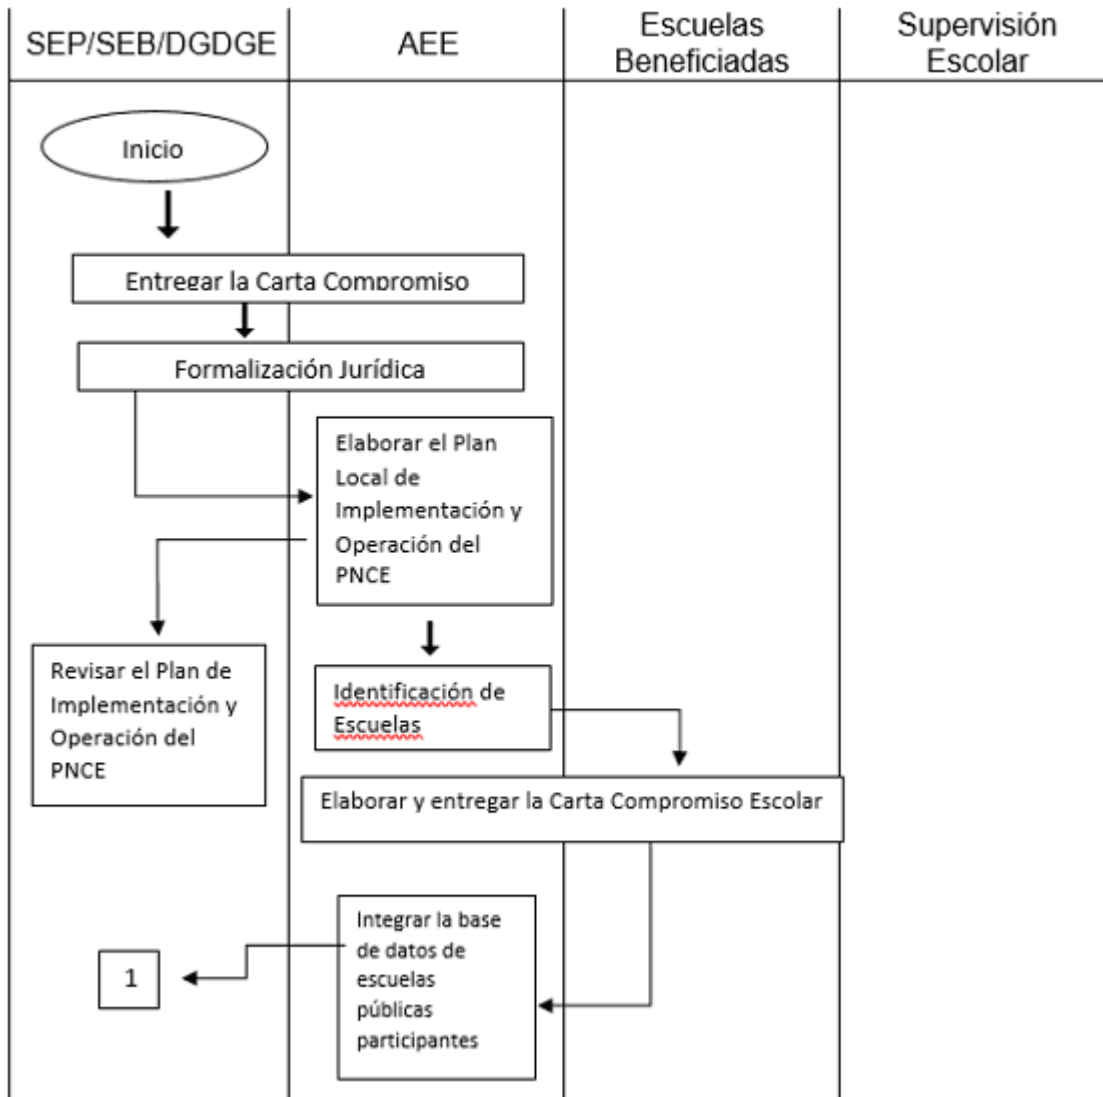 SEP/SEB/DGDGE
AEE
Escuelas
Beneficiadas
Supervisión
Escolar
Inicio
Entregar la Carta Compromiso
Formalización Jurídica
Elaborar el Plan
Local de
Implementación y
Operación del
PNCE
Revisar el Plan de
Implementación y
Operación del
PNCE
Identificación de
Escuelas
Elaborar y entregar la Carta Compromiso Escolar
Integrar la base
de datos de
escuelas
públicas
participantes
1